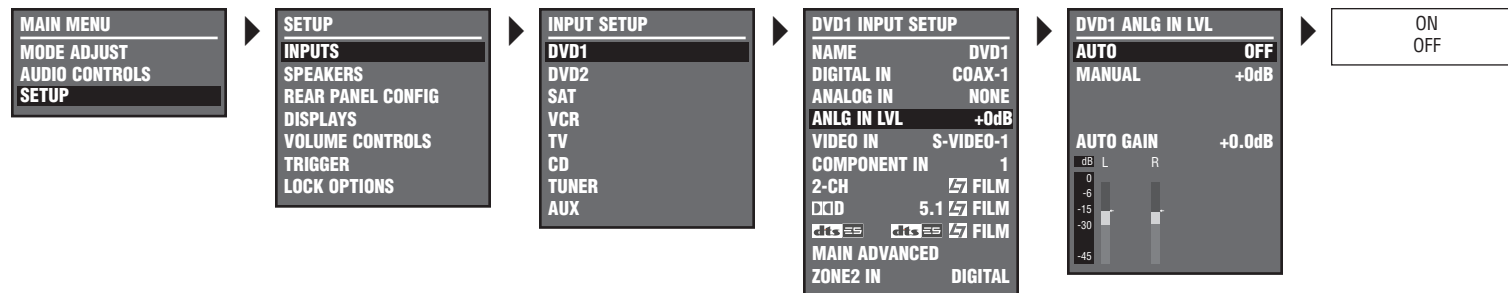 MAIN MENU
MODE ADJUST
AUDIO CONTROLS
SETUP
SETUP
INPUTS
SPEAKERS
REAR PANEL CONFIG
DISPLAYS
VOLUME CONTROLS
TRIGGER
LOCK OPTIONS
INPUT SETUP
DVD1
DVD2
SAT
VCR
TV
CD
TUNER
AUX
DVD1 INPUT SETUP
NAME DVD1
DIGITAL IN COAX-1
ANALOG IN NONE
ANLG IN LVL +0dB
VIDEO IN S-VIDEO-1
COMPONENT IN 1
2-CH FILM
D 5.1 FILM
dts ES dts ES FILM
MAIN ADVANCED
ZONE2 IN DIGITAL
DVD1 ANLG IN LVL
AUTO OFF
MANUAL +0dB
AUTO GAIN +0.0dB
dB L R
0
-6
-15
-30
-45
ON
OFF